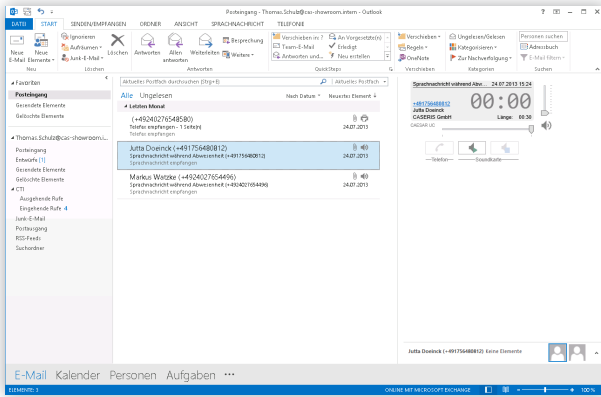 Posteingang - Thomas.Schulz@cas-showroom.intern - Outlook
DATEI START SENDEN/EMPFANGEN ORDNER ANSICHT SPRACHNACHRICHT TELEFONIE
Neue E-Mail
Neue Elemente
Ignorieren
Aufräumen
Junk-E-Mail
Löschen
Antworten
Allen antworten
Weiterleiten
Besprechung
Weitere
Verschieben in: ?
Team-E-Mail
Antworten und...
An Vorgesetzte(n)
Erledigt
Neu erstellen
Verschieben
Regeln
OneNote
Ungelesen/Gelesen
Kategorisieren
Zur Nachverfolgung
Personen suchen
Adressbuch
E-Mail filtern
Neu Löschen Antworten QuickSteps Verschieben Kategorien Suchen
Favoriten
Posteingang
Gesendete Elemente
Gelöschte Elemente
Thomas.Schulz@cas-showroom.i...
Posteingang
Entwürfe [1]
Gesendete Elemente
Gelöschte Elemente
CTI
Ausgehende Rufe
Eingehende Rufe 4
Junk-E-Mail
Postausgang
RSS-Feeds
Suchordner
Aktuelles Postfach durchsuchen (Strg+E) Aktuelles Postfach
Alle Ungelesen Nach Datum Neuestes Element
Letzten Monat
(+49240276548580)
Telefax empfangen - 1 Seite(n) 24.07.2013
Telefax empfangen
Jutta Doeinck (+491756480812)
Sprachnachricht während Abwesenheit (+491756480812) 24.07.2013
Sprachnachricht empfangen
Markus Watzke (+4924027654496)
Sprachnachricht während Abwesenheit (+4924027654496) 24.07.2013
Sprachnachricht empfangen
Sprachnachricht während Abw... 24.07.2013 15:24
+491756480812
Jutta Doeinck
CASERIS GmbH
00:00
Länge: 00:30
CAESAR UC
Telefon Soundkarte
Jutta Doeinck (+491756480812) Keine Elemente
E-Mail Kalender Personen Aufgaben ...
ELEMENTE: 3 ONLINE MIT MICROSOFT EXCHANGE 100 %